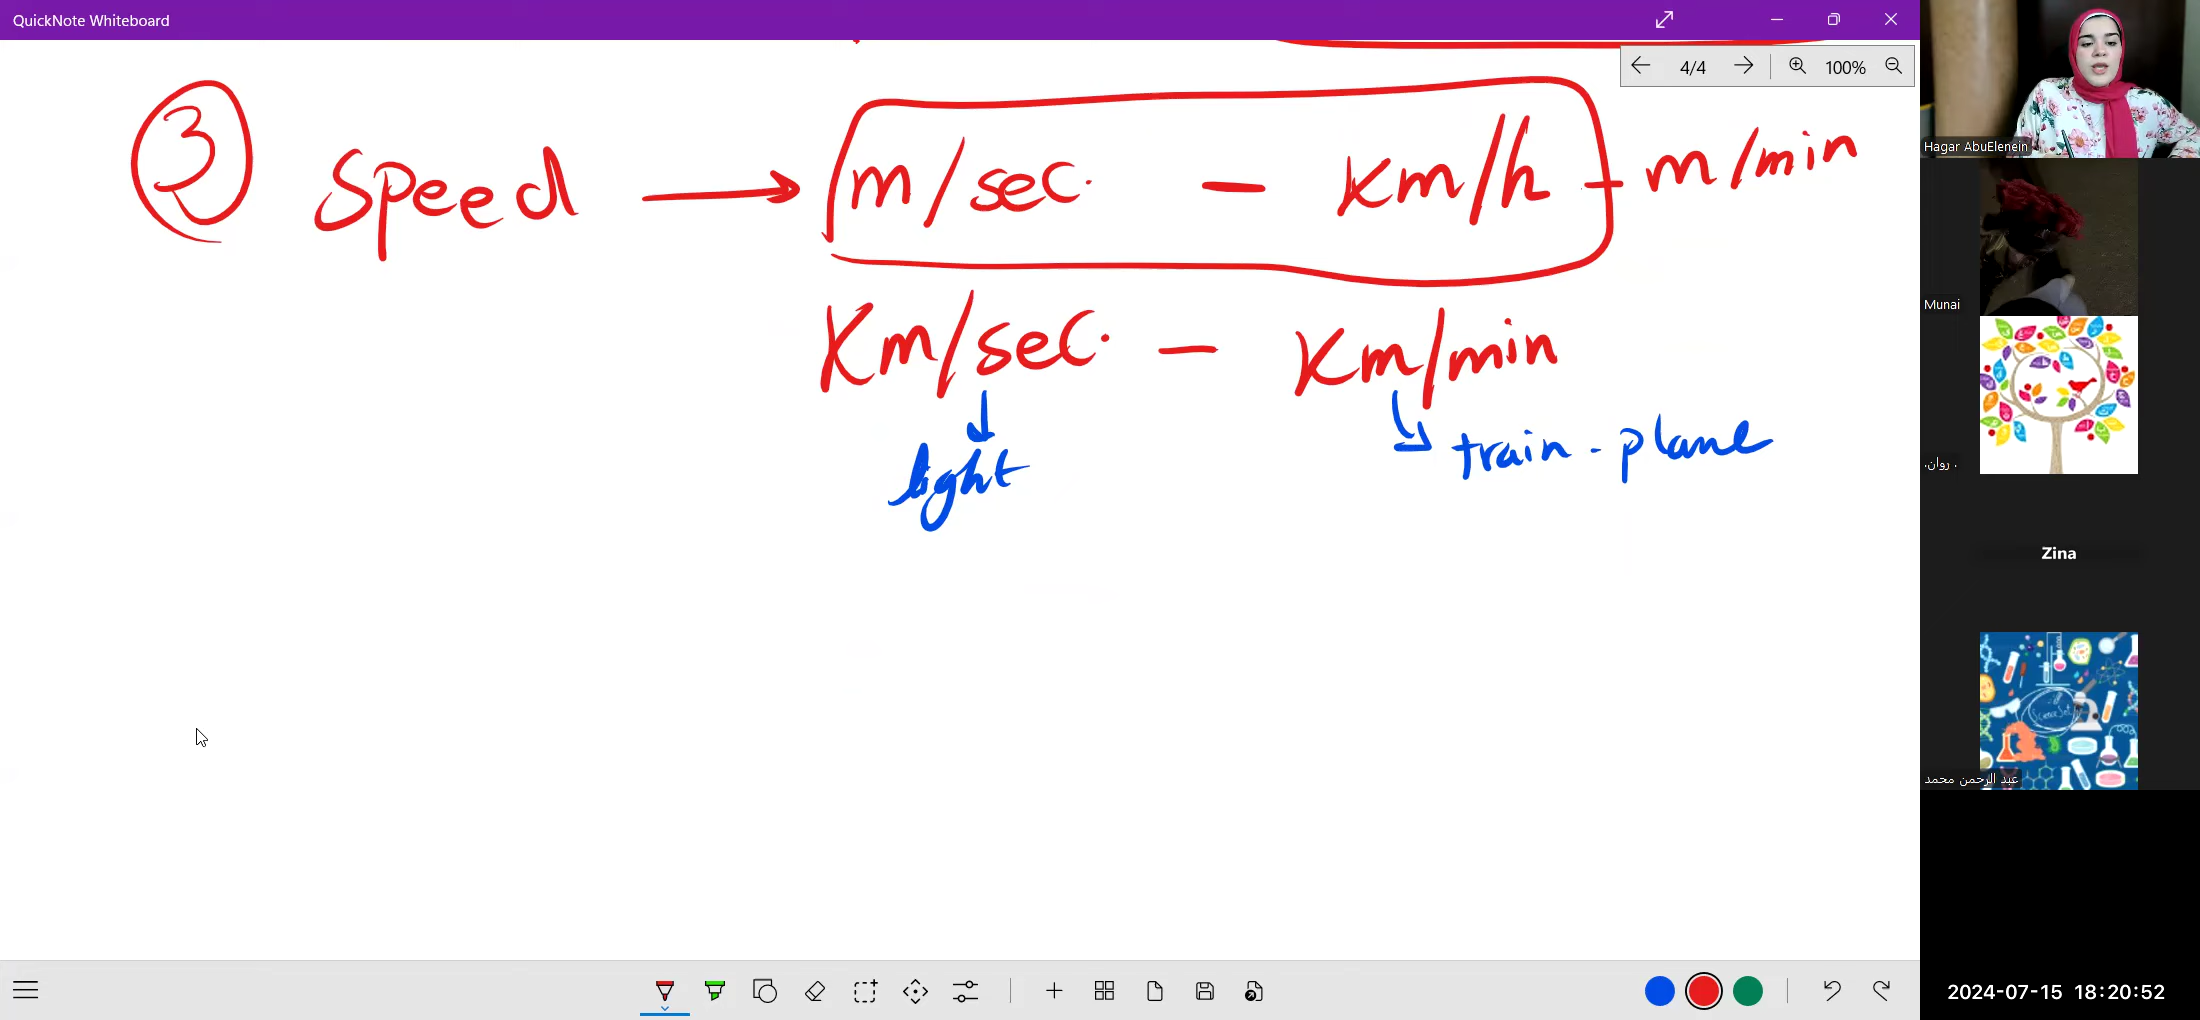 QuickNote Whiteboard
4/4
100%
3 Speed → m/sec. - Km/h - m/min
Km/sec. - Km/min
light
train - plane
Hagar AbuElenein
Munai
روان.
Zina
عبد الرحمن محمد
2024-07-15 18:20:52